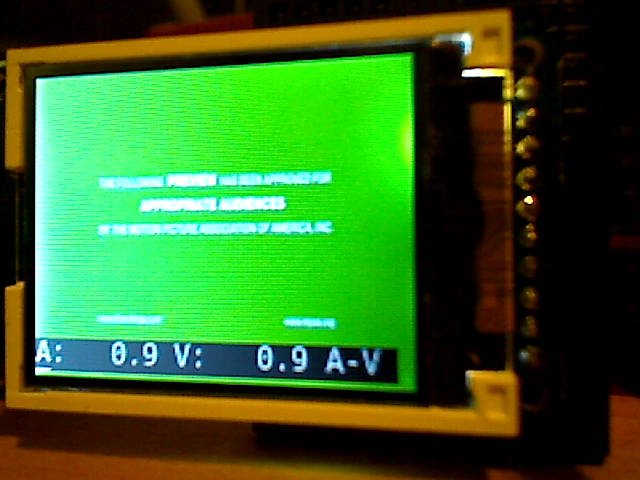 THE FOLLOWING PREVIEW HAS BEEN APPROVED FOR
APPROPRIATE AUDIENCES
BY THE MOTION PICTURE ASSOCIATION OF AMERICA, INC.
A: 0.9 V: 0.9 A-V